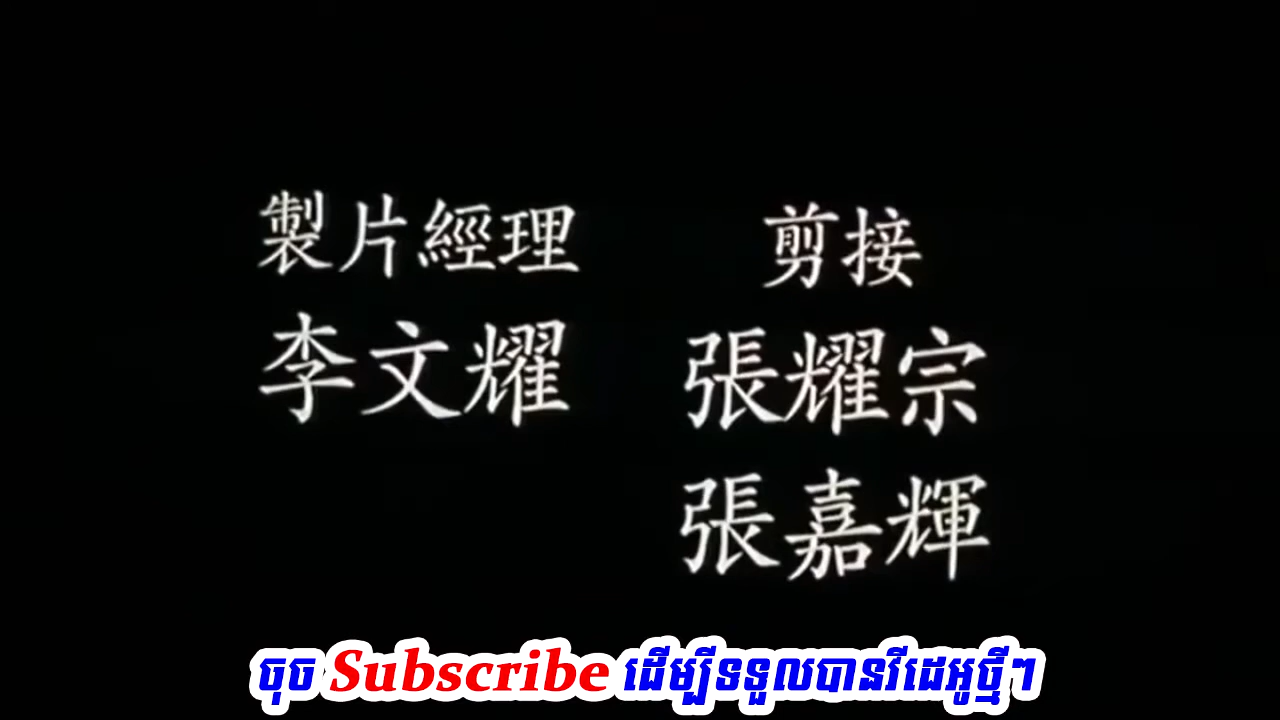 製片經理
李文耀
剪接
張耀宗
張嘉輝
ចុច Subscribe ដើម្បីទទួលបានវីដេអូថ្មីៗ